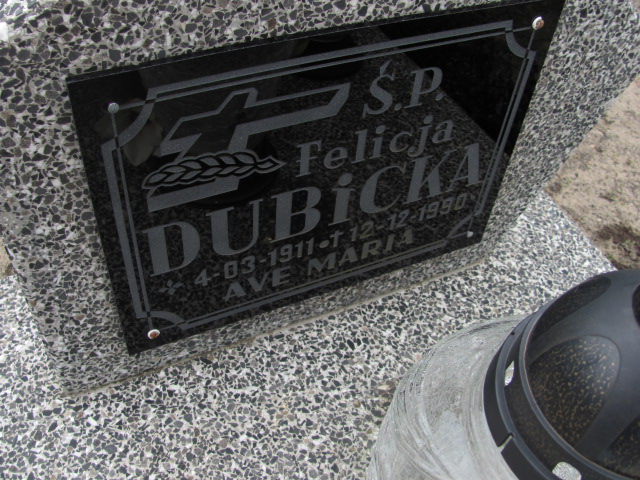 Ś.P.
Felicja
DUBiCKA
* 4-03-1911 ✝ 12-12-1990
AVE MARIA